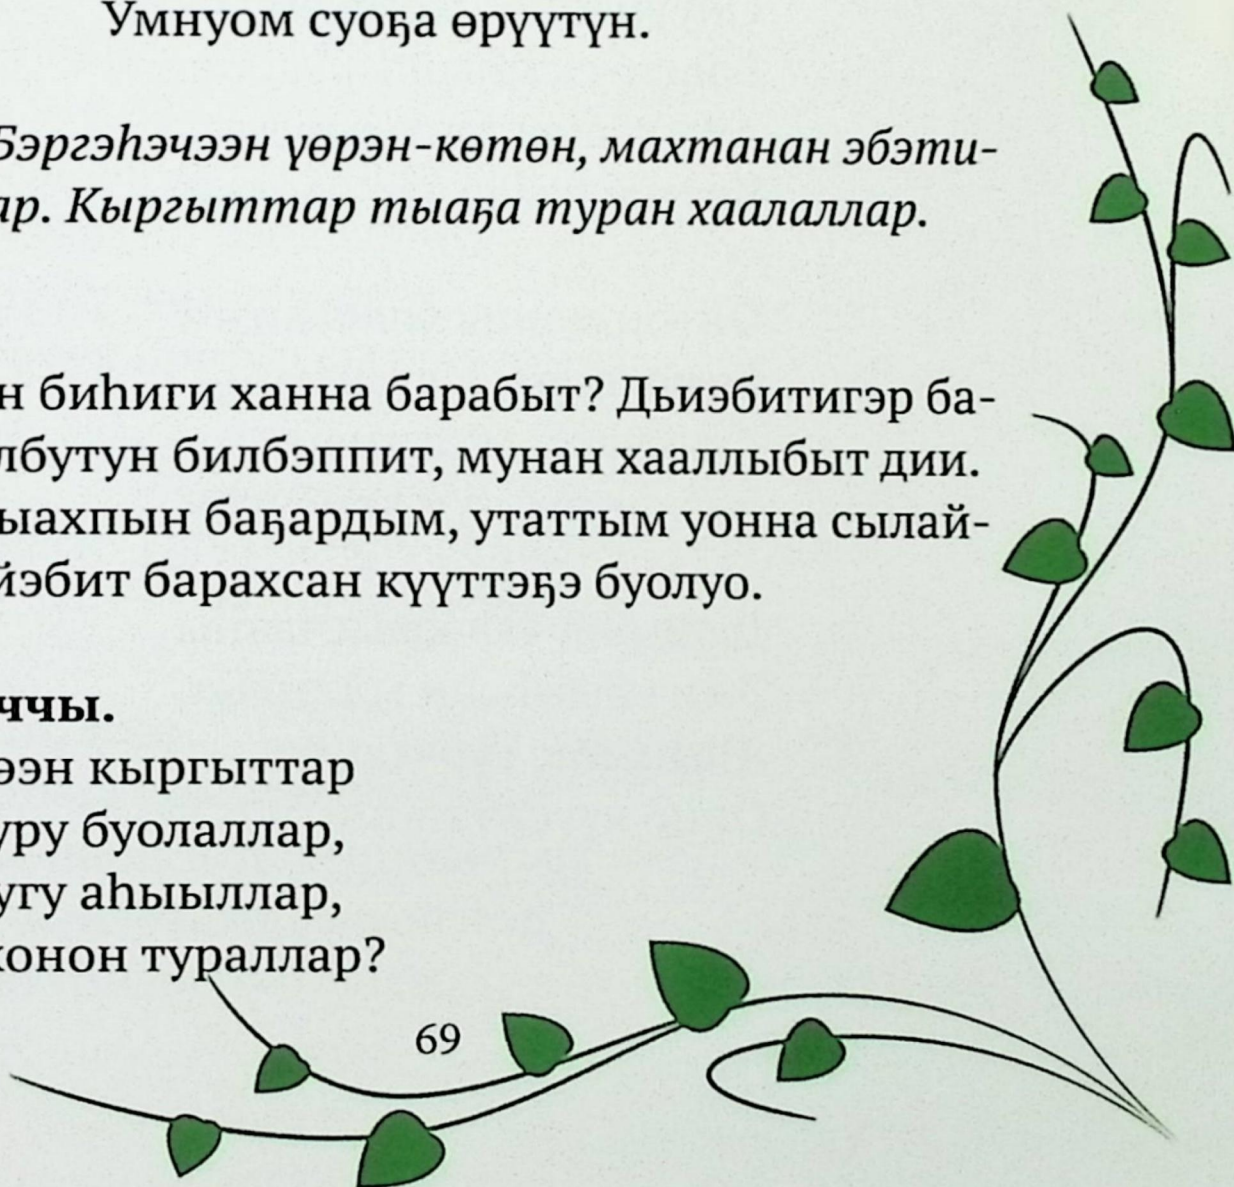 Умнуом суоҕа өрүүтүн.
Бэргэһэчээн үөрэн-көтөн, махтанан эбэти-
ар. Кыргыттар тыаҕа туран хаалаллар.
н биһиги ханна барабыт? Дьиэбитигэр ба-
лбутун билбэппит, мунан хааллыбыт дии.
ыахпын баҕардым, утаттым уонна сылай-
йэбит барахсан күүттэҕэ буолуо.
ччы.
ээн кыргыттар
уру буолаллар,
угу аһыыллар,
хонон тураллар?
69